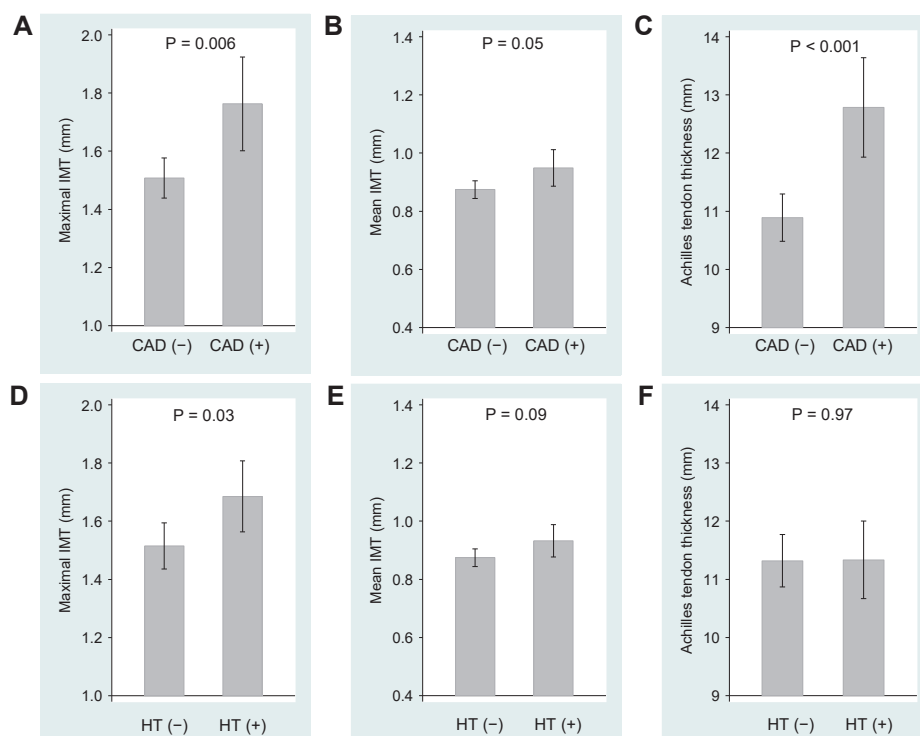 A
Maximal IMT (mm)
2.0
1.8
1.6
1.4
1.2
1.0
P = 0.006
CAD (−) CAD (+)
B
Mean IMT (mm)
1.4
1.2
1.0
0.8
0.6
0.4
P = 0.05
CAD (−) CAD (+)
C
Achilles tendon thickness (mm)
14
13
12
11
10
9
P < 0.001
CAD (−) CAD (+)
D
Maximal IMT (mm)
2.0
1.8
1.6
1.4
1.2
1.0
P = 0.03
HT (−) HT (+)
E
Mean IMT (mm)
1.4
1.2
1.0
0.8
0.6
0.4
P = 0.09
HT (−) HT (+)
F
Achilles tendon thickness (mm)
14
13
12
11
10
9
P = 0.97
HT (−) HT (+)